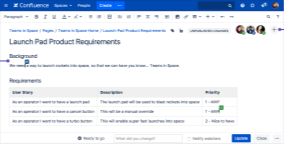 Confluence Spaces People Create
Paragraph
Teams in Space / Pages / Teams in Space Home / Launch Pad Product Requirements
Launch Pad Product Requirements
Background
We need a way to launch rockets into space, so that we can have you know... Teams in Space.
Requirements
User Story Description Priority
As an operator I want to have a launch pad The launch pad will be used to blast rockets into space 1 -
As an operator I want to have a cancel button This will be a manual override 1 -
As an operator I want to have a turbo button This will enable super fast launches into space 2 - Nice to have
Ready to go What did you change? Notify watchers Update Close